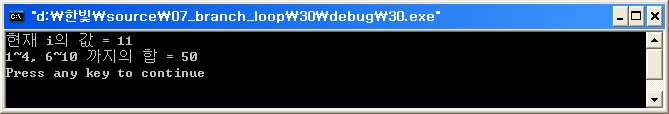 "d:₩한빛₩source₩07_branch_loop₩30₩debug₩30.exe"
현재 i의 값 = 11
1~4, 6~10 까지의 합 = 50
Press any key to continue